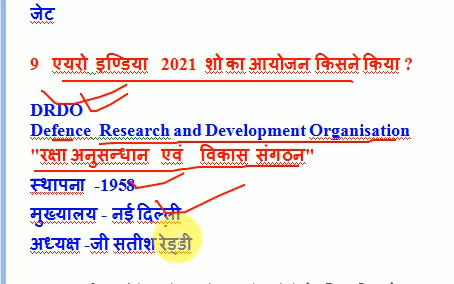 जेट
9 एयरो इण्डिया 2021 शो का आयोजन किसने किया ?
DRDO
Defence Research and Development Organisation
"रक्षा अनुसन्धान एवं विकास संगठन"
स्थापना -1958
मुख्यालय - नई दिल्ली
अध्यक्ष -जी सतीश रेड्डी